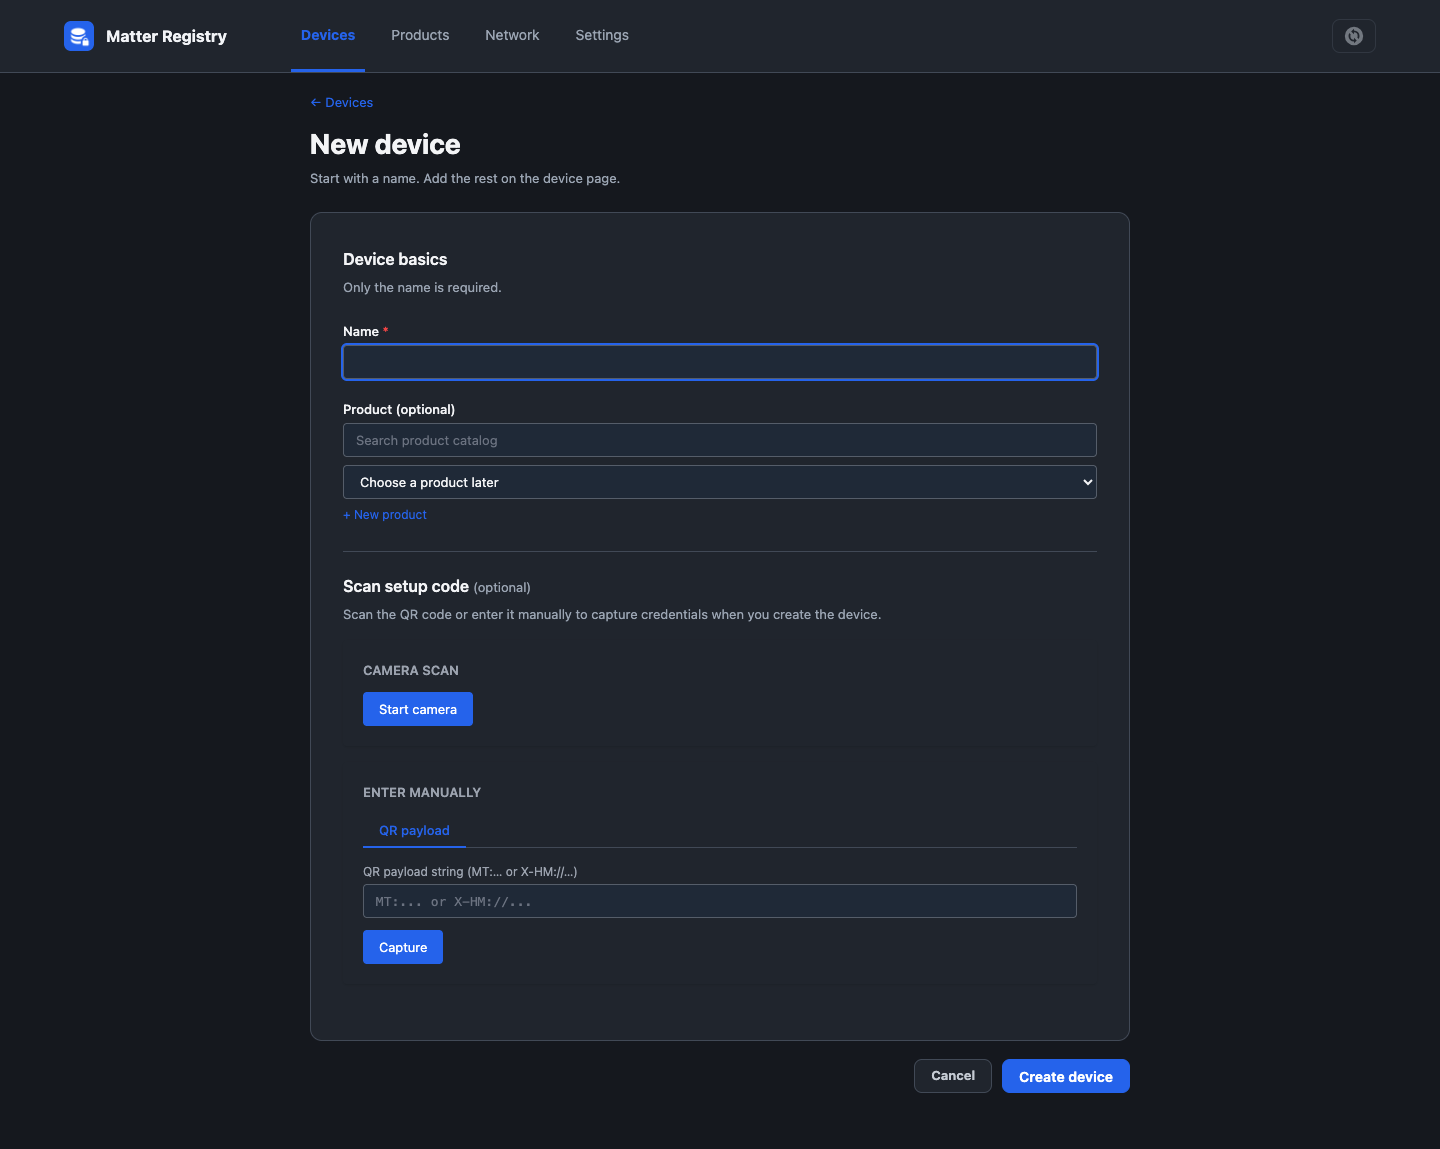 Matter Registry
Devices
Products
Network
Settings
← Devices
New device
Start with a name. Add the rest on the device page.
Device basics
Only the name is required.
Name *
Product (optional)
Search product catalog
Choose a product later
+ New product
Scan setup code (optional)
Scan the QR code or enter it manually to capture credentials when you create the device.
CAMERA SCAN
Start camera
ENTER MANUALLY
QR payload
QR payload string (MT:... or X-HM://...)
MT:... or X-HM://...
Capture
Cancel
Create device